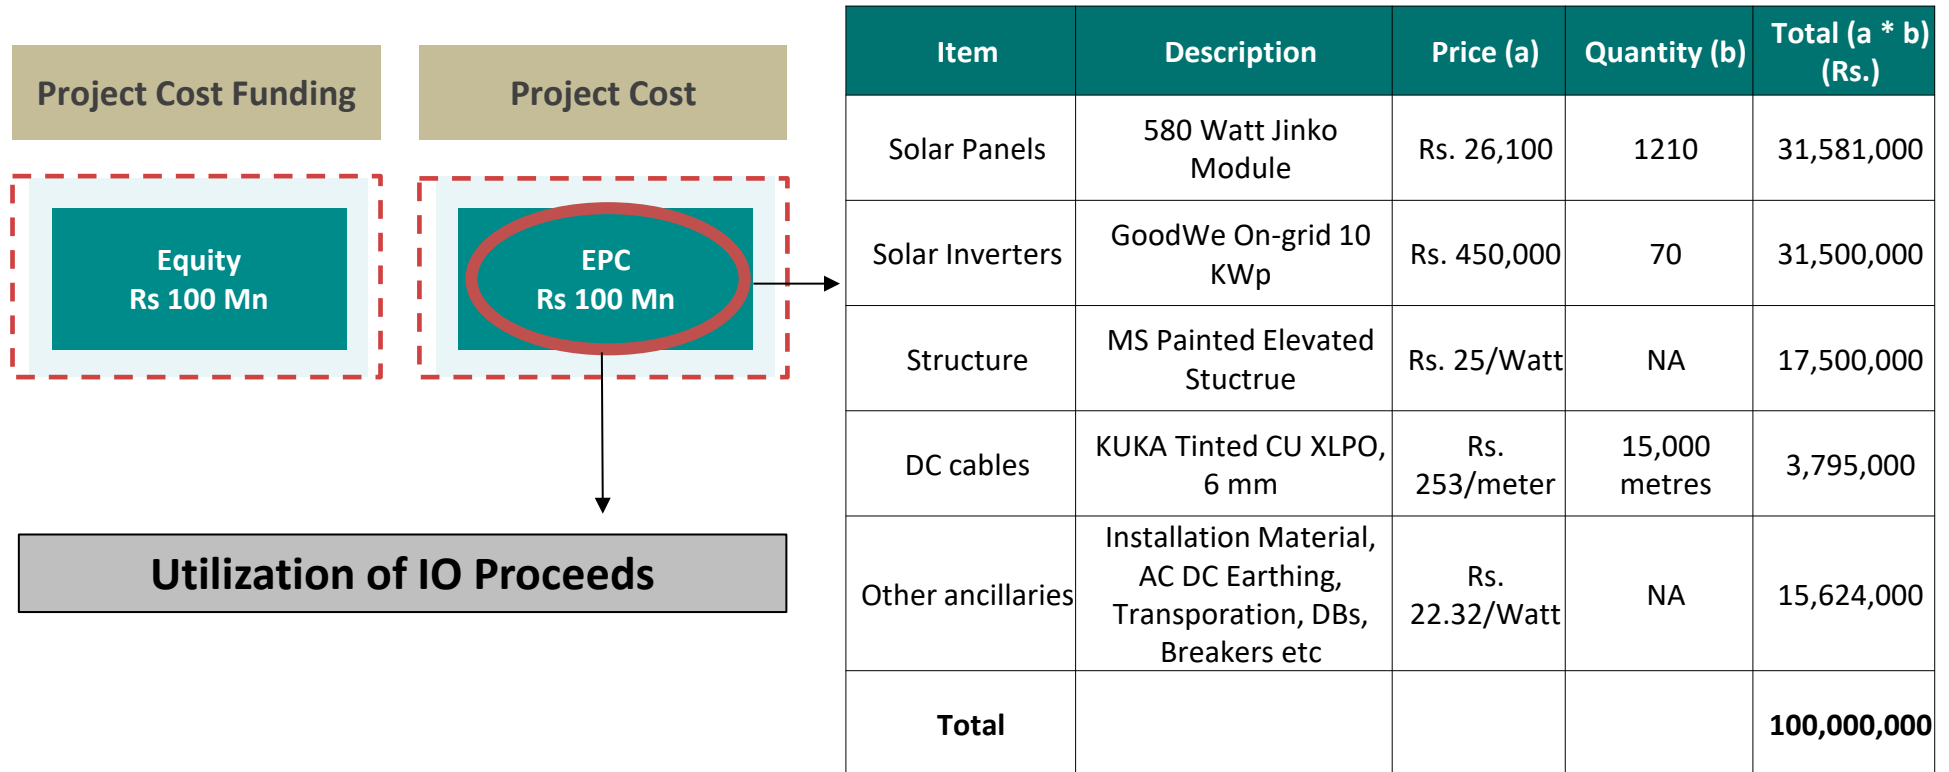 Project Cost Funding
Project Cost
Equity
Rs 100 Mn
EPC
Rs 100 Mn
Utilization of IO Proceeds
Item
Description
Price (a)
Quantity (b)
Total (a * b)
(Rs.)
Solar Panels
580 Watt Jinko
Module
Rs. 26,100
1210
31,581,000
Solar Inverters
GoodWe On-grid 10
KWp
Rs. 450,000
70
31,500,000
Structure
MS Painted Elevated
Stuctrue
Rs. 25/Watt
NA
17,500,000
DC cables
KUKA Tinted CU XLPO,
6 mm
Rs.
253/meter
15,000
metres
3,795,000
Other ancillaries
Installation Material,
AC DC Earthing,
Transporation, DBs,
Breakers etc
Rs.
22.32/Watt
NA
15,624,000
Total
100,000,000